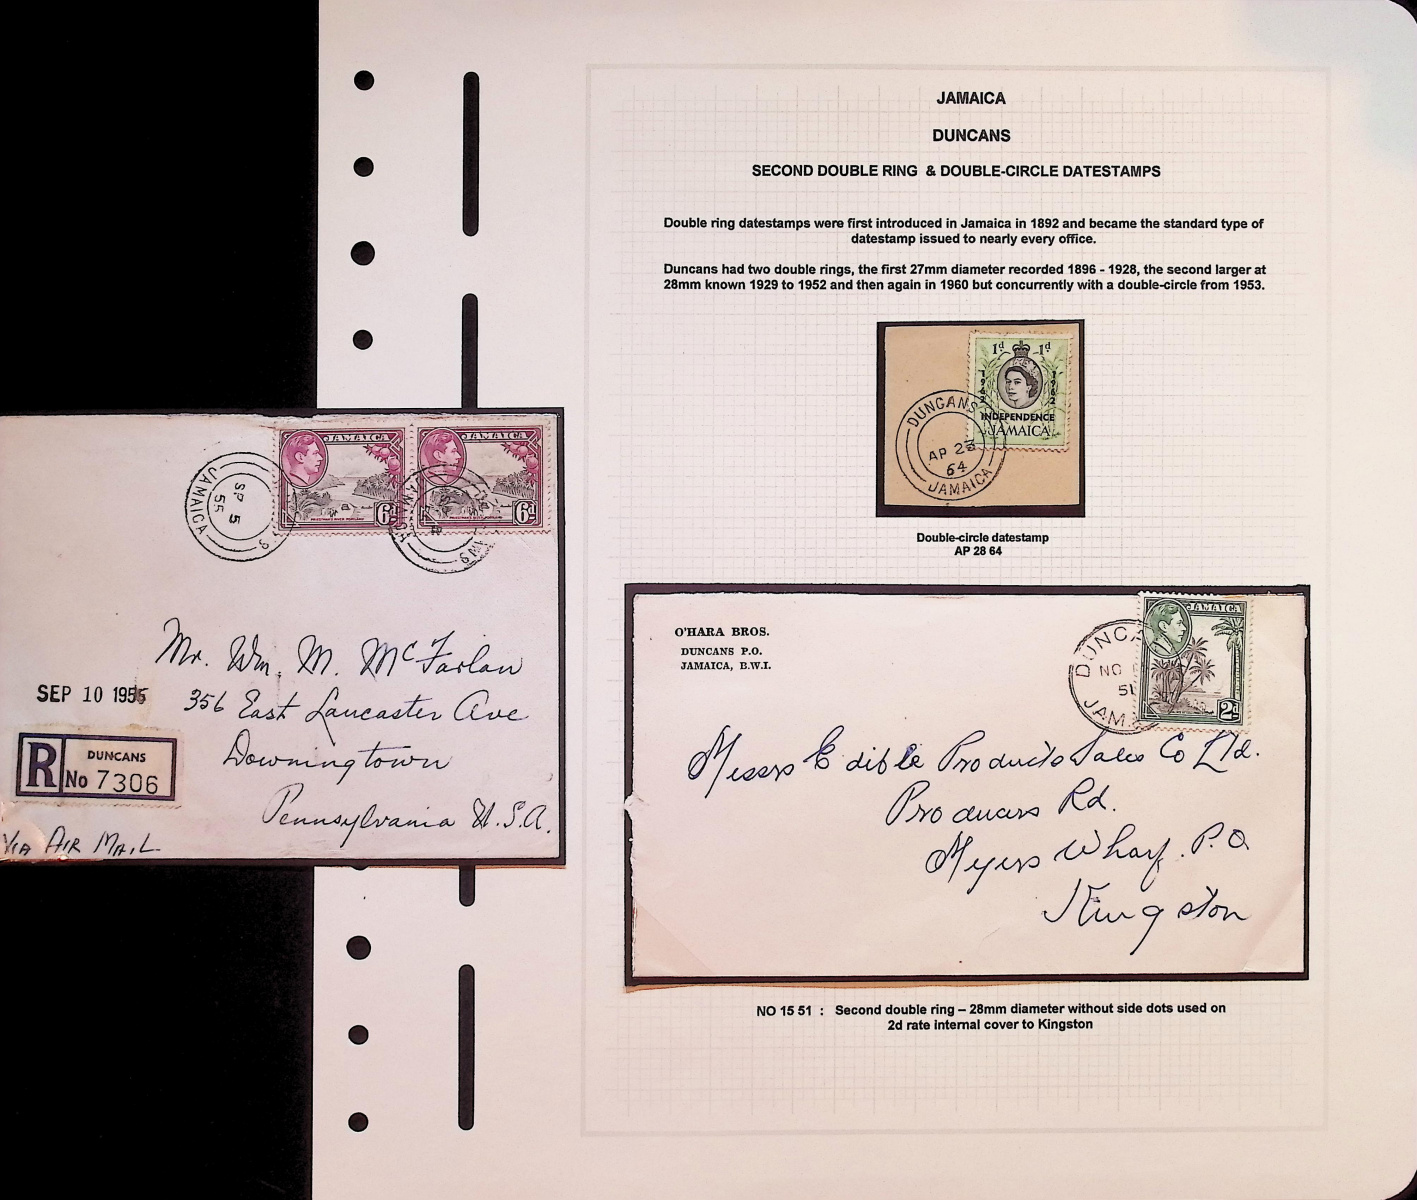 JAMAICA
DUNCANS
SECOND DOUBLE RING & DOUBLE-CIRCLE DATESTAMPS
Double ring datestamps were first introduced in Jamaica in 1892 and became the standard type of
datestamp issued to nearly every office.
Duncans had two double rings, the first 27mm diameter recorded 1896 - 1928, the second larger at
28mm known 1929 to 1952 and then again in 1960 but concurrently with a double-circle from 1953.
1d 1d
1962 1962
INDEPENDENCE
JAMAICA
DUNCANS
AP 28
64
JAMAICA
Double-circle datestamp
AP 28 64
JAMAICA
6d
JAMAICA
6d
JAMAICA
SP 5
55
Mr. Wm. M. McFarlan
356 East Lancaster Ave
Downingtown
Pennsylvania U.S.A.
SEP 10 1955
R
DUNCANS
No 7306
VIA AIR MAIL
O'HARA BROS.
DUNCANS P.O.
JAMAICA, B.W.I.
JAMAICA
2d
DUNCA
NO
51
JAMA
Messrs Edible Products Sales Co Ltd.
Producers Rd.
Myers Wharf. P.O
Kingston
NO 15 51 : Second double ring – 28mm diameter without side dots used on
2d rate internal cover to Kingston